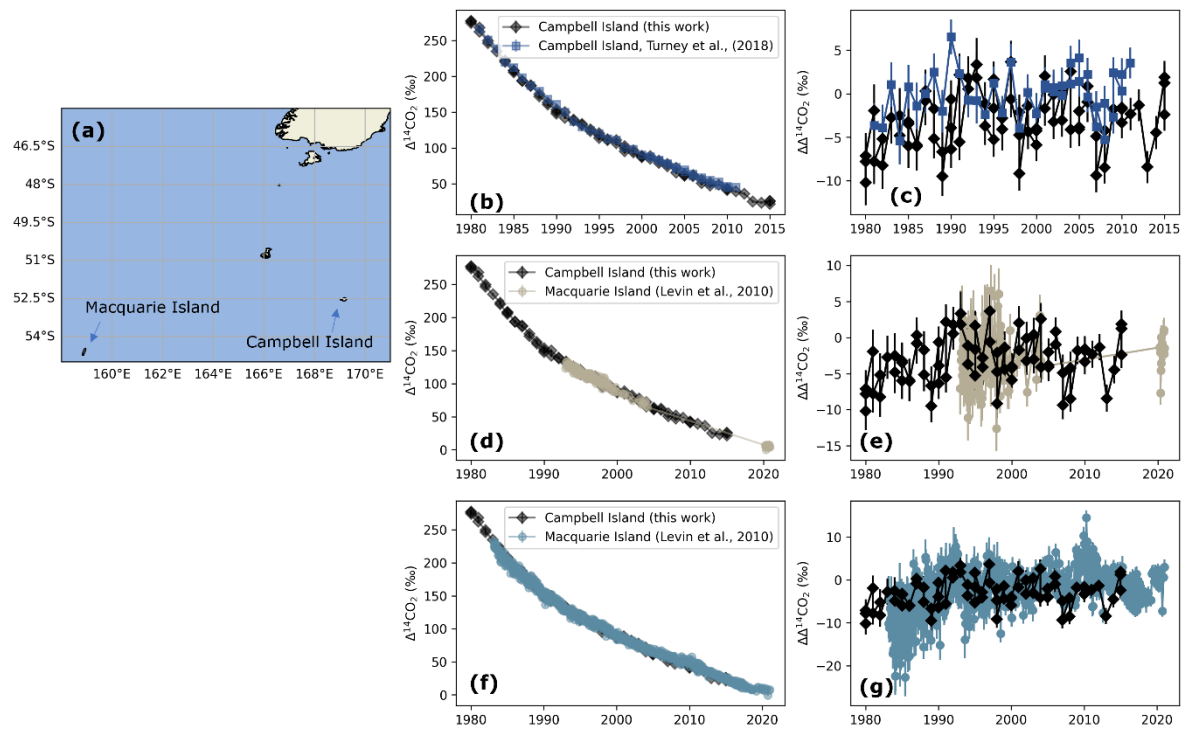 (a)
46.5°S
48°S
49.5°S
51°S
52.5°S
54°S
Macquarie Island
Campbell Island
160°E
162°E
164°E
166°E
168°E
170°E
Δ¹⁴CO₂ (‰)
250
200
150
100
50
Campbell Island (this work)
Campbell Island, Turney et al., (2018)
(b)
1980 1985 1990 1995 2000 2005 2010 2015
ΔΔ¹⁴CO₂ (‰)
5
0
−5
−10
(c)
1980 1985 1990 1995 2000 2005 2010 2015
Δ¹⁴CO₂ (‰)
250
200
150
100
50
0
Campbell Island (this work)
Macquarie Island (Levin et al., 2010)
(d)
1980 1990 2000 2010 2020
ΔΔ¹⁴CO₂ (‰)
10
5
0
−5
−10
−15
(e)
1980 1990 2000 2010 2020
Δ¹⁴CO₂ (‰)
250
200
150
100
50
0
Campbell Island (this work)
Macquarie Island (Levin et al., 2010)
(f)
1980 1990 2000 2010 2020
ΔΔ¹⁴CO₂ (‰)
10
0
−10
−20
(g)
1980 1990 2000 2010 2020